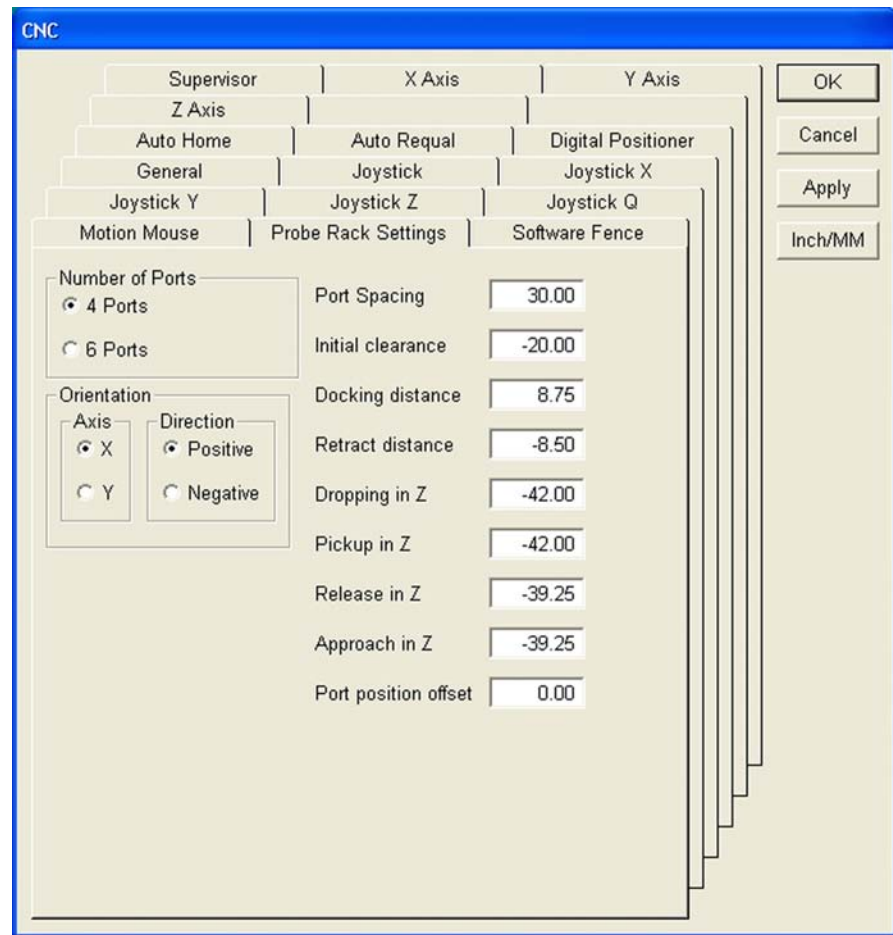 CNC
Supervisor X Axis Y Axis OK
Z Axis
Auto Home Auto Requal Digital Positioner Cancel
General Joystick Joystick X
Joystick Y Joystick Z Joystick Q Apply
Motion Mouse Probe Rack Settings Software Fence Inch/MM
Number of Ports
4 Ports
6 Ports
Orientation
Axis Direction
X Positive
Y Negative
Port Spacing 30.00
Initial clearance -20.00
Docking distance 8.75
Retract distance -8.50
Dropping in Z -42.00
Pickup in Z -42.00
Release in Z -39.25
Approach in Z -39.25
Port position offset 0.00